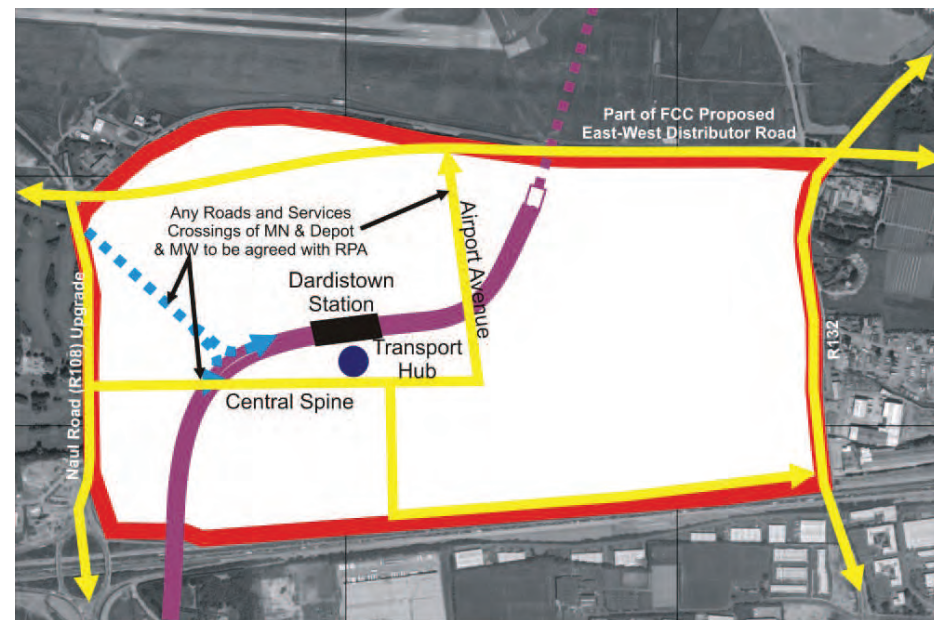 Part of FCC Proposed
East-West Distributor Road
Any Roads and Services
Crossings of MN & Depot
& MW to be agreed with RPA
Airport Avenue
Dardistown
Station
Transport
Hub
Central Spine
Naul Road (R108) Upgrade
R132